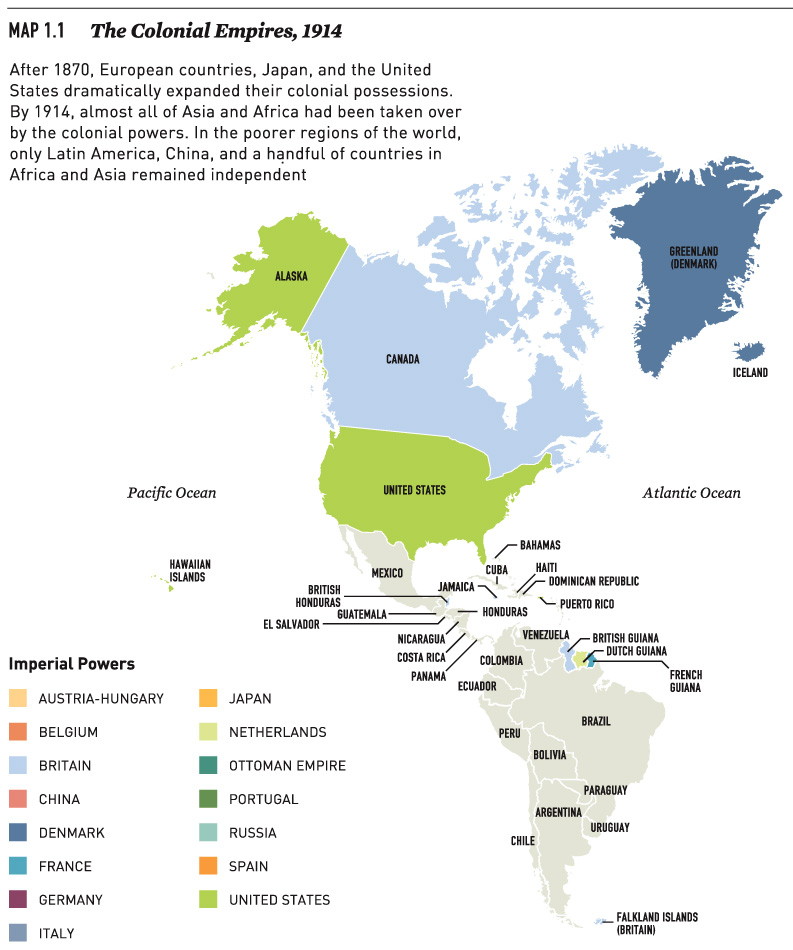 MAP 1.1 The Colonial Empires, 1914
After 1870, European countries, Japan, and the United
States dramatically expanded their colonial possessions.
By 1914, almost all of Asia and Africa had been taken over
by the colonial powers. In the poorer regions of the world,
only Latin America, China, and a handful of countries in
Africa and Asia remained independent
GREENLAND
(DENMARK)
ALASKA
CANADA
ICELAND
UNITED STATES
Pacific Ocean
Atlantic Ocean
BAHAMAS
HAWAIIAN
ISLANDS
MEXICO
CUBA
HAITI
DOMINICAN REPUBLIC
JAMAICA
BRITISH
HONDURAS
PUERTO RICO
GUATEMALA
HONDURAS
EL SALVADOR
NICARAGUA
VENEZUELA
BRITISH GUIANA
DUTCH GUIANA
COSTA RICA
COLOMBIA
PANAMA
FRENCH
GUIANA
ECUADOR
BRAZIL
PERU
BOLIVIA
PARAGUAY
ARGENTINA
URUGUAY
CHILE
FALKLAND ISLANDS
(BRITAIN)
Imperial Powers
AUSTRIA-HUNGARY
BELGIUM
BRITAIN
CHINA
DENMARK
FRANCE
GERMANY
ITALY
JAPAN
NETHERLANDS
OTTOMAN EMPIRE
PORTUGAL
RUSSIA
SPAIN
UNITED STATES